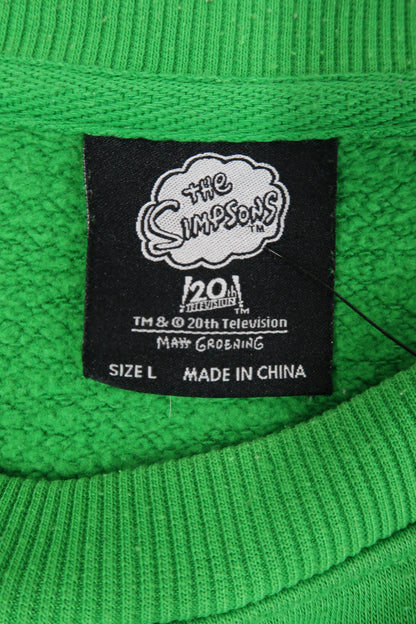 The
SIMPSONS
TM
20th
TELEVISION
TM
TM & © 20th Television
MATT GROENING
SIZE L MADE IN CHINA